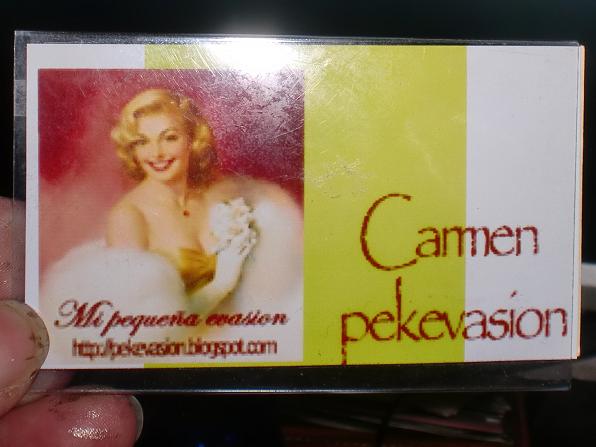 Mi pequeña evasion
http://pekevasion.blogspot.com
Carmen
pekevasion